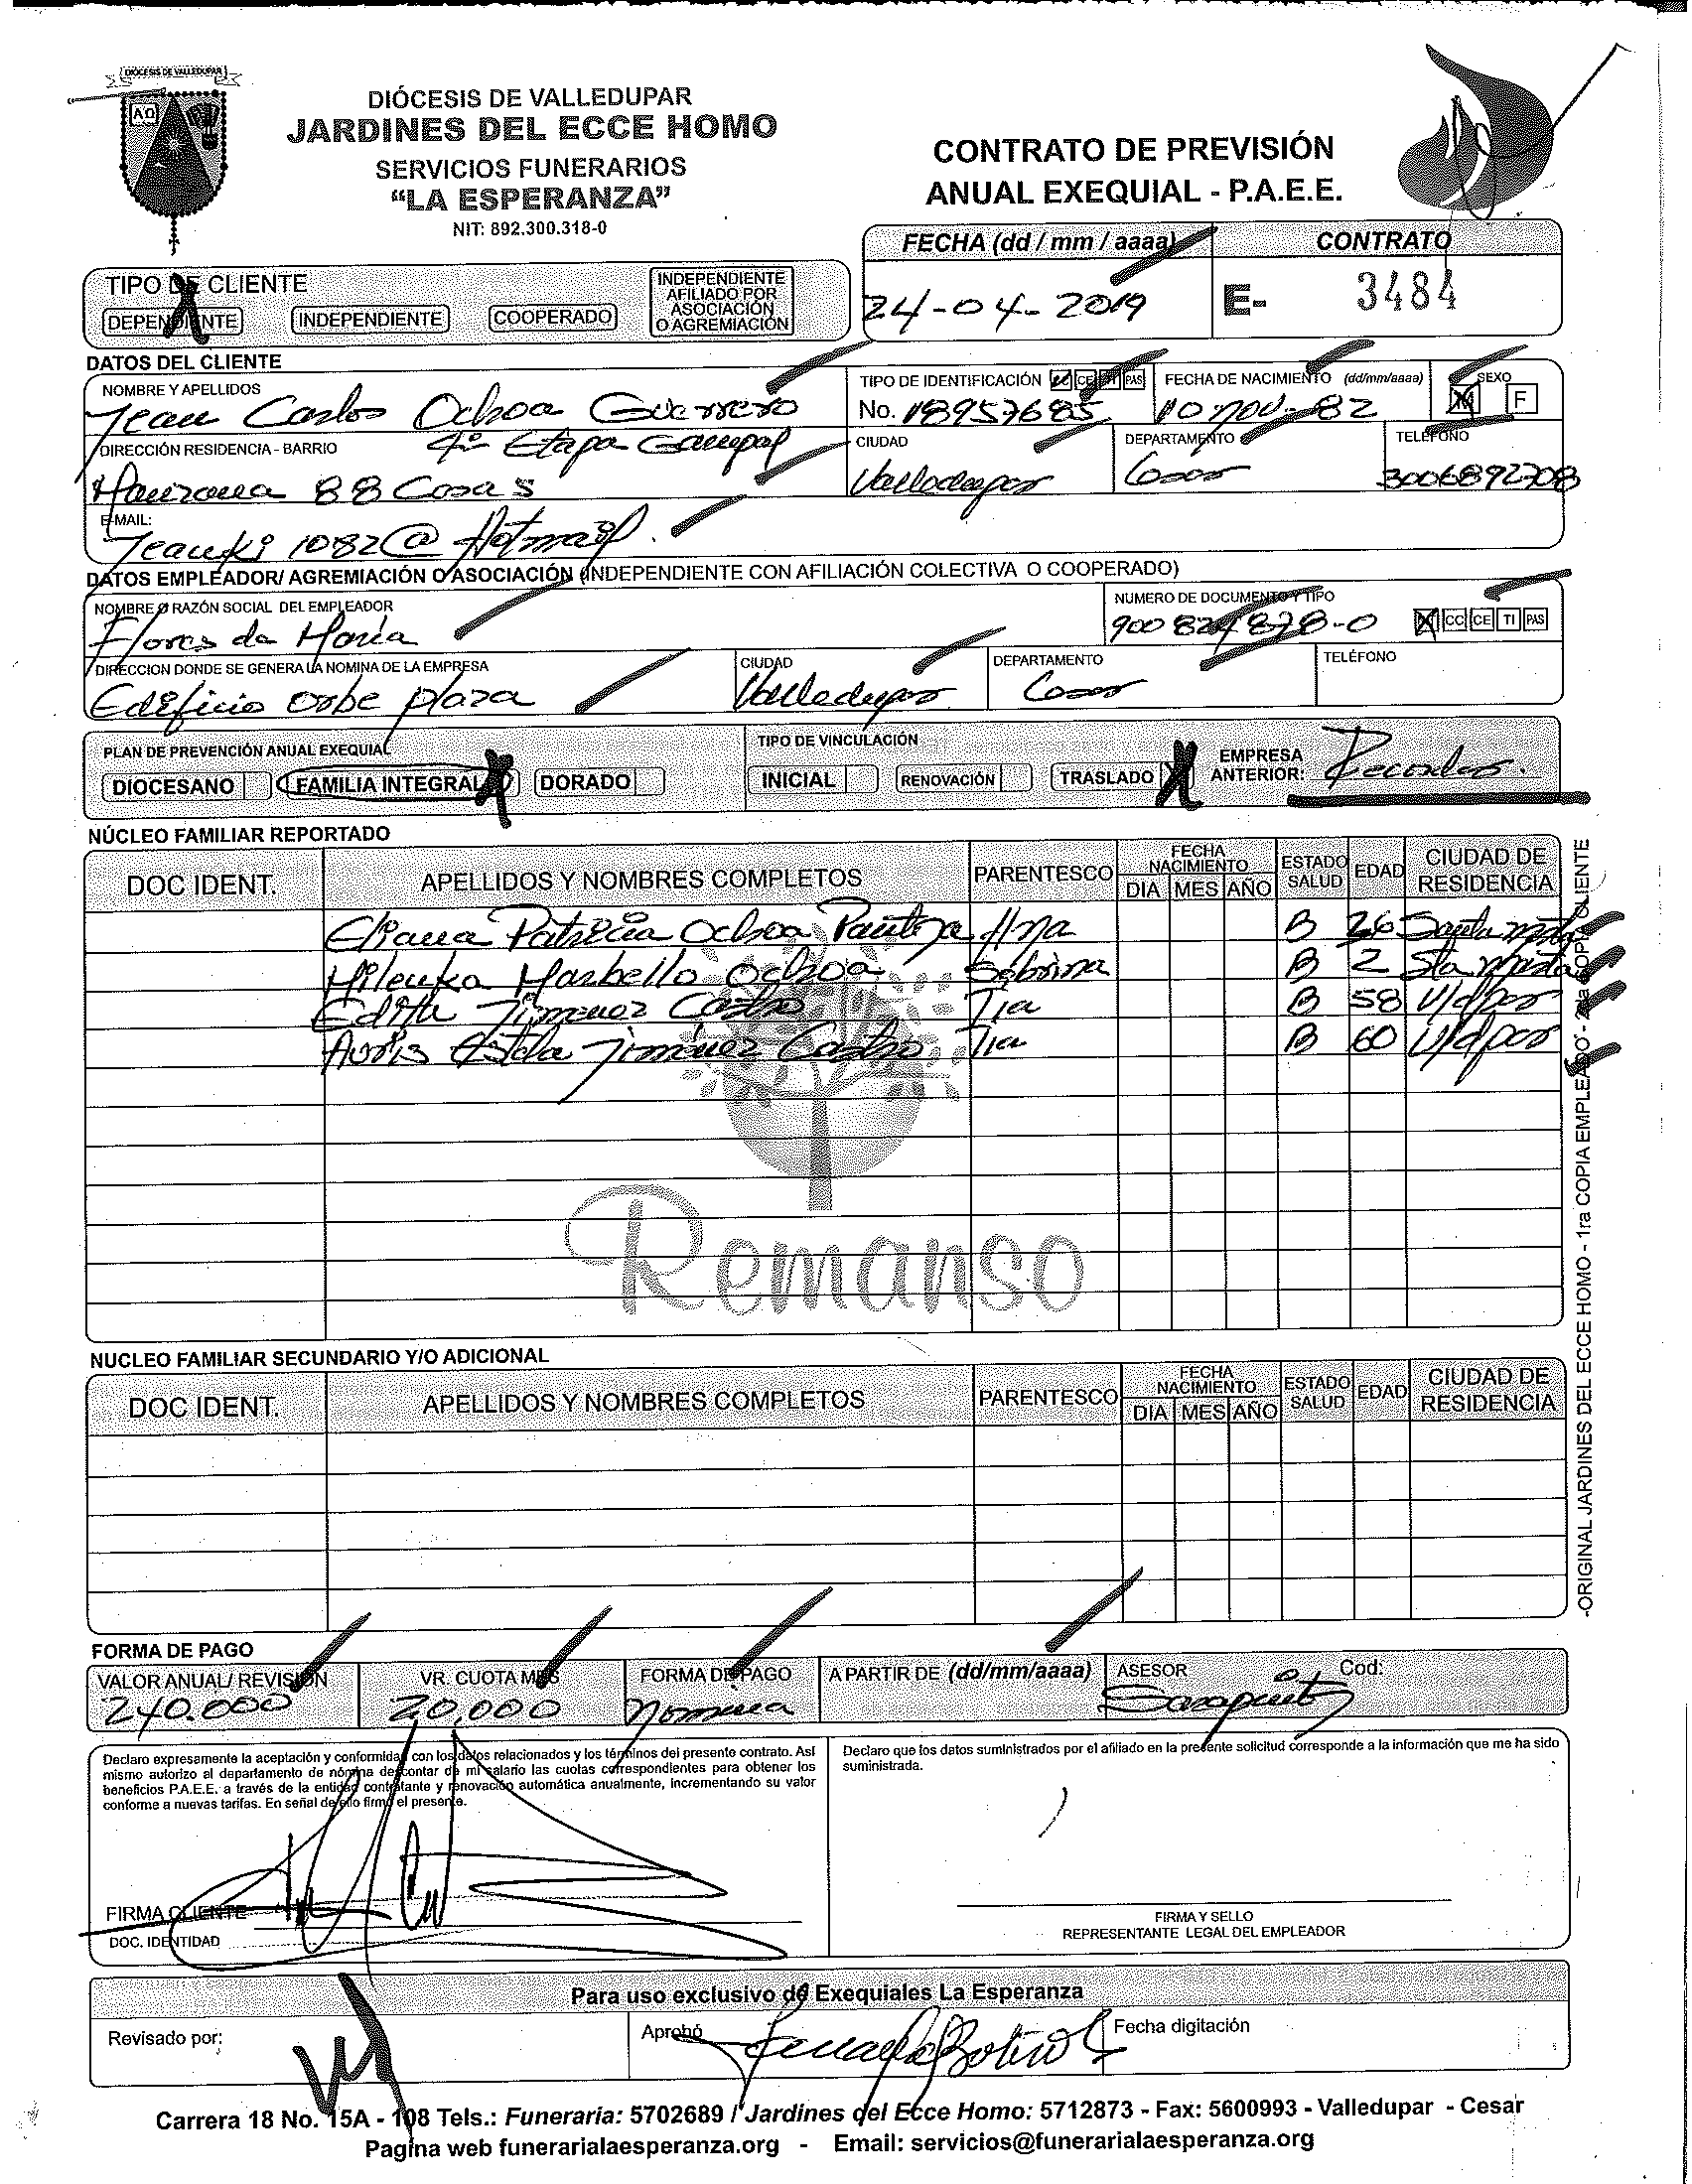 DIÓCESIS DE VALLEDUPAR
ΑΩ
DIÓCESIS DE VALLEDUPAR
JARDINES DEL ECCE HOMO
SERVICIOS FUNERARIOS
“LA ESPERANZA”
NIT: 892.300.318-0
CONTRATO DE PREVISIÓN
ANUAL EXEQUIAL - P.A.E.E.
FECHA (dd / mm / aaaa) CONTRATO
24-04-2019 E- 3484
TIPO DE CLIENTE
DEPENDIENTE INDEPENDIENTE COOPERADO INDEPENDIENTE AFILIADO POR ASOCIACIÓN O AGREMIACIÓN
DATOS DEL CLIENTE
NOMBRE Y APELLIDOS TIPO DE IDENTIFICACIÓN CE TI PAS FECHA DE NACIMIENTO (dd/mm/aaaa) SEXO
Jean Carlos Ochoa Guerrero No. 18957685 10 nov - 82 M F
DIRECCIÓN RESIDENCIA - BARRIO CIUDAD DEPARTAMENTO TELÉFONO
4ª Etapa Garupal
Manzana 88 Casa 5 Valledupar Cesar 3006892708
E-MAIL:
Jeanki 1082@Hotmail.
DATOS EMPLEADOR/ AGREMIACIÓN O ASOCIACIÓN (INDEPENDIENTE CON AFILIACIÓN COLECTIVA O COOPERADO)
NOMBRE O RAZÓN SOCIAL DEL EMPLEADOR NUMERO DE DOCUMENTO Y TIPO
Flores de María 900 824 878-0 CC CE TI PAS
DIRECCION DONDE SE GENERA LA NOMINA DE LA EMPRESA CIUDAD DEPARTAMENTO TELÉFONO
Edificio Orbe plaza Valledupar Cesar
PLAN DE PREVENCIÓN ANUAL EXEQUIAL TIPO DE VINCULACIÓN
DIOCESANO FAMILIA INTEGRAL DORADO INICIAL RENOVACIÓN TRASLADO EMPRESA ANTERIOR: Recordar.
NÚCLEO FAMILIAR REPORTADO
DOC IDENT. APELLIDOS Y NOMBRES COMPLETOS PARENTESCO FECHA NACIMIENTO DIA MES AÑO ESTADO SALUD EDAD CIUDAD DE RESIDENCIA
Eliana Patricia Ochoa Pantoja Hna B 26 Santa mta
Milenka Marbello Ochoa Sobrina B 2 Sta mta
Edith Jimenez Castro Tia B 58 V/dpar
Auris Estela Jiménez Castro Tia B 60 V/dpar
Remanso
NUCLEO FAMILIAR SECUNDARIO Y/O ADICIONAL
DOC IDENT. APELLIDOS Y NOMBRES COMPLETOS PARENTESCO FECHA NACIMIENTO DIA MES AÑO ESTADO SALUD EDAD CIUDAD DE RESIDENCIA
-ORIGINAL JARDINES DEL ECCE HOMO - 1ra COPIA EMPLEADO - 2da COPIA CLIENTE
FORMA DE PAGO
VALOR ANUAL/ REVISIÓN VR. CUOTA MES FORMA DE PAGO A PARTIR DE (dd/mm/aaaa) ASESOR Cod:
240.000 20,000 nomina
Declaro expresamente la aceptación y conformidad con los datos relacionados y los términos del presente contrato. Así
mismo autorizo al departamento de nómina descontar de mi salario las cuotas correspondientes para obtener los
beneficios P.A.E.E. a través de la entidad contratante y renovación automática anualmente, incrementando su valor
conforme a nuevas tarifas. En señal de ello firmo el presente.
Declaro que los datos suministrados por el afiliado en la presente solicitud corresponde a la información que me ha sido
suministrada.
FIRMA CLIENTE
DOC. IDENTIDAD
FIRMA Y SELLO
REPRESENTANTE LEGAL DEL EMPLEADOR
Para uso exclusivo de Exequiales La Esperanza
Revisado por: Aprobó Fecha digitación
Carrera 18 No. 15A - 108 Tels.: Funeraria: 5702689 / Jardines del Ecce Homo: 5712873 - Fax: 5600993 - Valledupar - Cesar
Pagina web funerarialaesperanza.org - Email: servicios@funerarialaesperanza.org